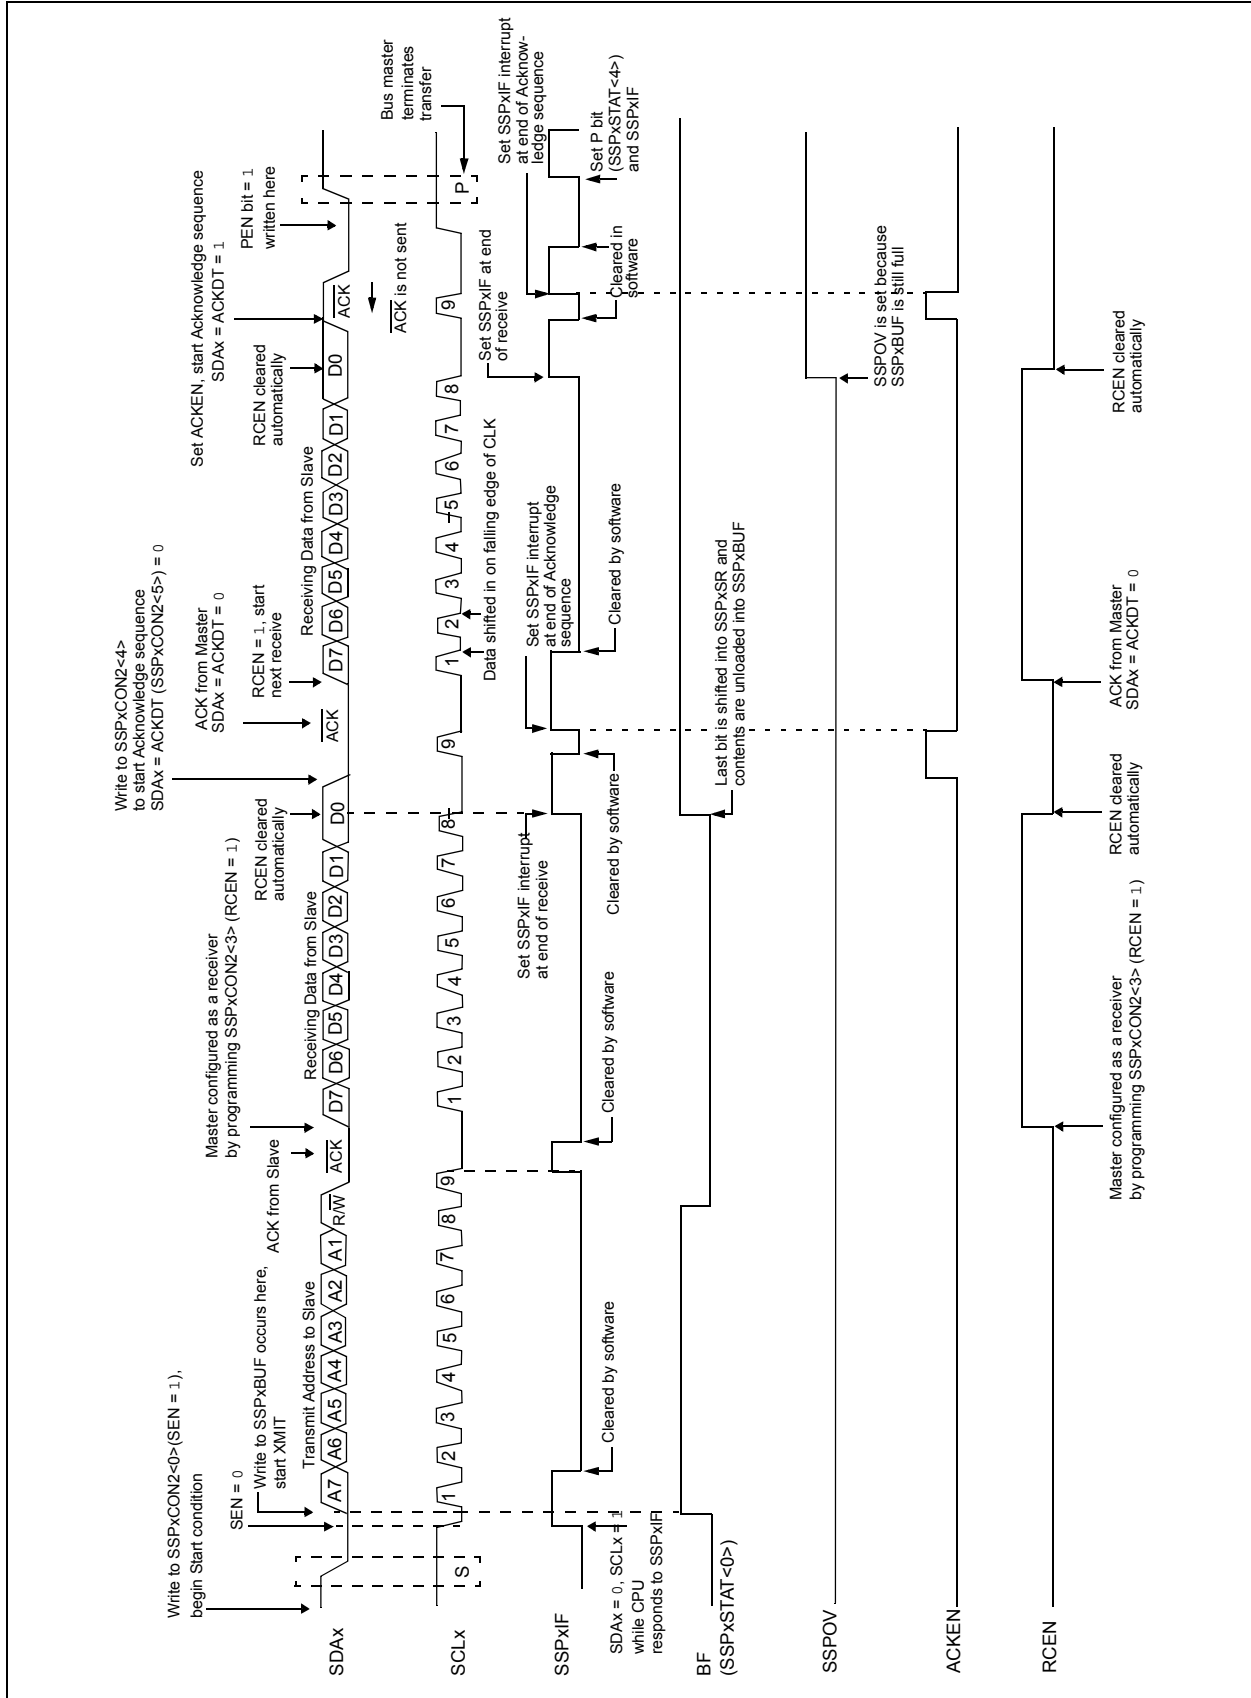 Write to SSPxCON2<0>(SEN = 1),
begin Start condition
SEN = 0
Write to SSPxBUF occurs here,
start XMIT
ACK from Slave
Master configured as a receiver
by programming SSPxCON2<3> (RCEN = 1)
RCEN cleared
automatically
Write to SSPxCON2<4>
to start Acknowledge sequence
SDAx = ACKDT (SSPxCON2<5>) = 0
ACK from Master
SDAx = ACKDT = 0
RCEN = 1, start
next receive
RCEN cleared
automatically
Set ACKEN, start Acknowledge sequence
SDAx = ACKDT = 1
PEN bit = 1
written here
Transmit Address to Slave
Receiving Data from Slave
Receiving Data from Slave
SDAx
A7 A6 A5 A4 A3 A2 A1 R/W ACK D7 D6 D5 D4 D3 D2 D1 D0 ACK D7 D6 D5 D4 D3 D2 D1 D0 ACK
ACK is not sent
Bus master
terminates
transfer
SCLx
S 1 2 3 4 5 6 7 8 9 1 2 3 4 5 6 7 8 9 1 2 3 4 5 6 7 8 9 P
Data shifted in on falling edge of CLK
Set SSPxIF interrupt
at end of receive
Set SSPxIF interrupt
at end of Acknowledge
sequence
Set SSPxIF at end
of receive
Set SSPxIF interrupt
at end of Acknow-
ledge sequence
SSPxIF
SDAx = 0, SCLx = 1
while CPU
responds to SSPxIF
Cleared by software
Cleared by software
Cleared by software
Cleared by software
Cleared in
software
Set P bit
(SSPxSTAT<4>)
and SSPxIF
BF
(SSPxSTAT<0>)
Last bit is shifted into SSPxSR and
contents are unloaded into SSPxBUF
SSPOV
SSPOV is set because
SSPxBUF is still full
ACKEN
RCEN
Master configured as a receiver
by programming SSPxCON2<3> (RCEN = 1)
RCEN cleared
automatically
ACK from Master
SDAx = ACKDT = 0
RCEN cleared
automatically